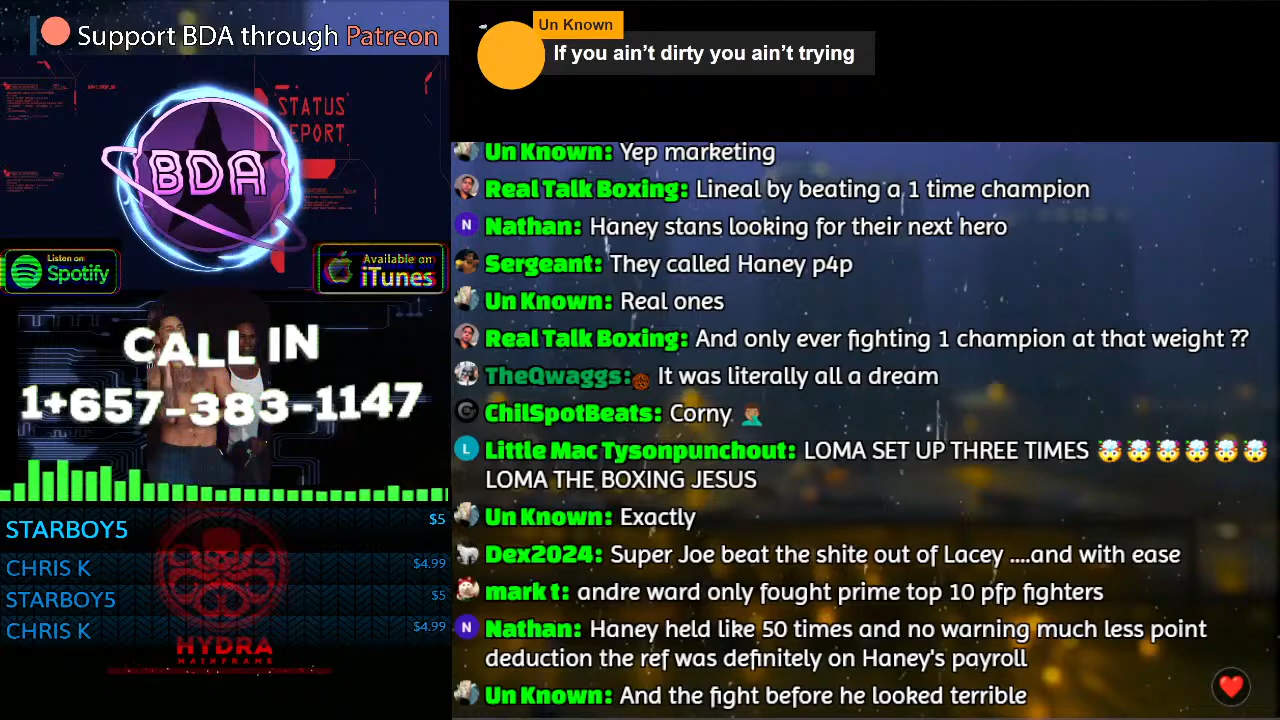 Support BDA through Patreon
STATUS
REPORT
BDA
Listen on
Spotify
Available on
iTunes
CALL IN
1+657-383-1147
STARBOY5 $5
CHRIS K $4.99
STARBOY5 $5
CHRIS K $4.99
HYDRA
MAINFRAME
Un Known
If you ain’t dirty you ain’t trying
Un Known: Yep marketing
Real Talk Boxing: Lineal by beating a 1 time champion
N Nathan: Haney stans looking for their next hero
Sergeant: They called Haney p4p
Un Known: Real ones
Real Talk Boxing: And only ever fighting 1 champion at that weight ??
TheQwaggs: It was literally all a dream
ChilSpotBeats: Corny 🤦🏽‍♂️
L Little Mac Tysonpunchout: LOMA SET UP THREE TIMES 🤯🤯🤯🤯🤯🤯
LOMA THE BOXING JESUS
Un Known: Exactly
Dex2024: Super Joe beat the shite out of Lacey ....and with ease
mark t: andre ward only fought prime top 10 pfp fighters
N Nathan: Haney held like 50 times and no warning much less point
deduction the ref was definitely on Haney's payroll
Un Known: And the fight before he looked terrible